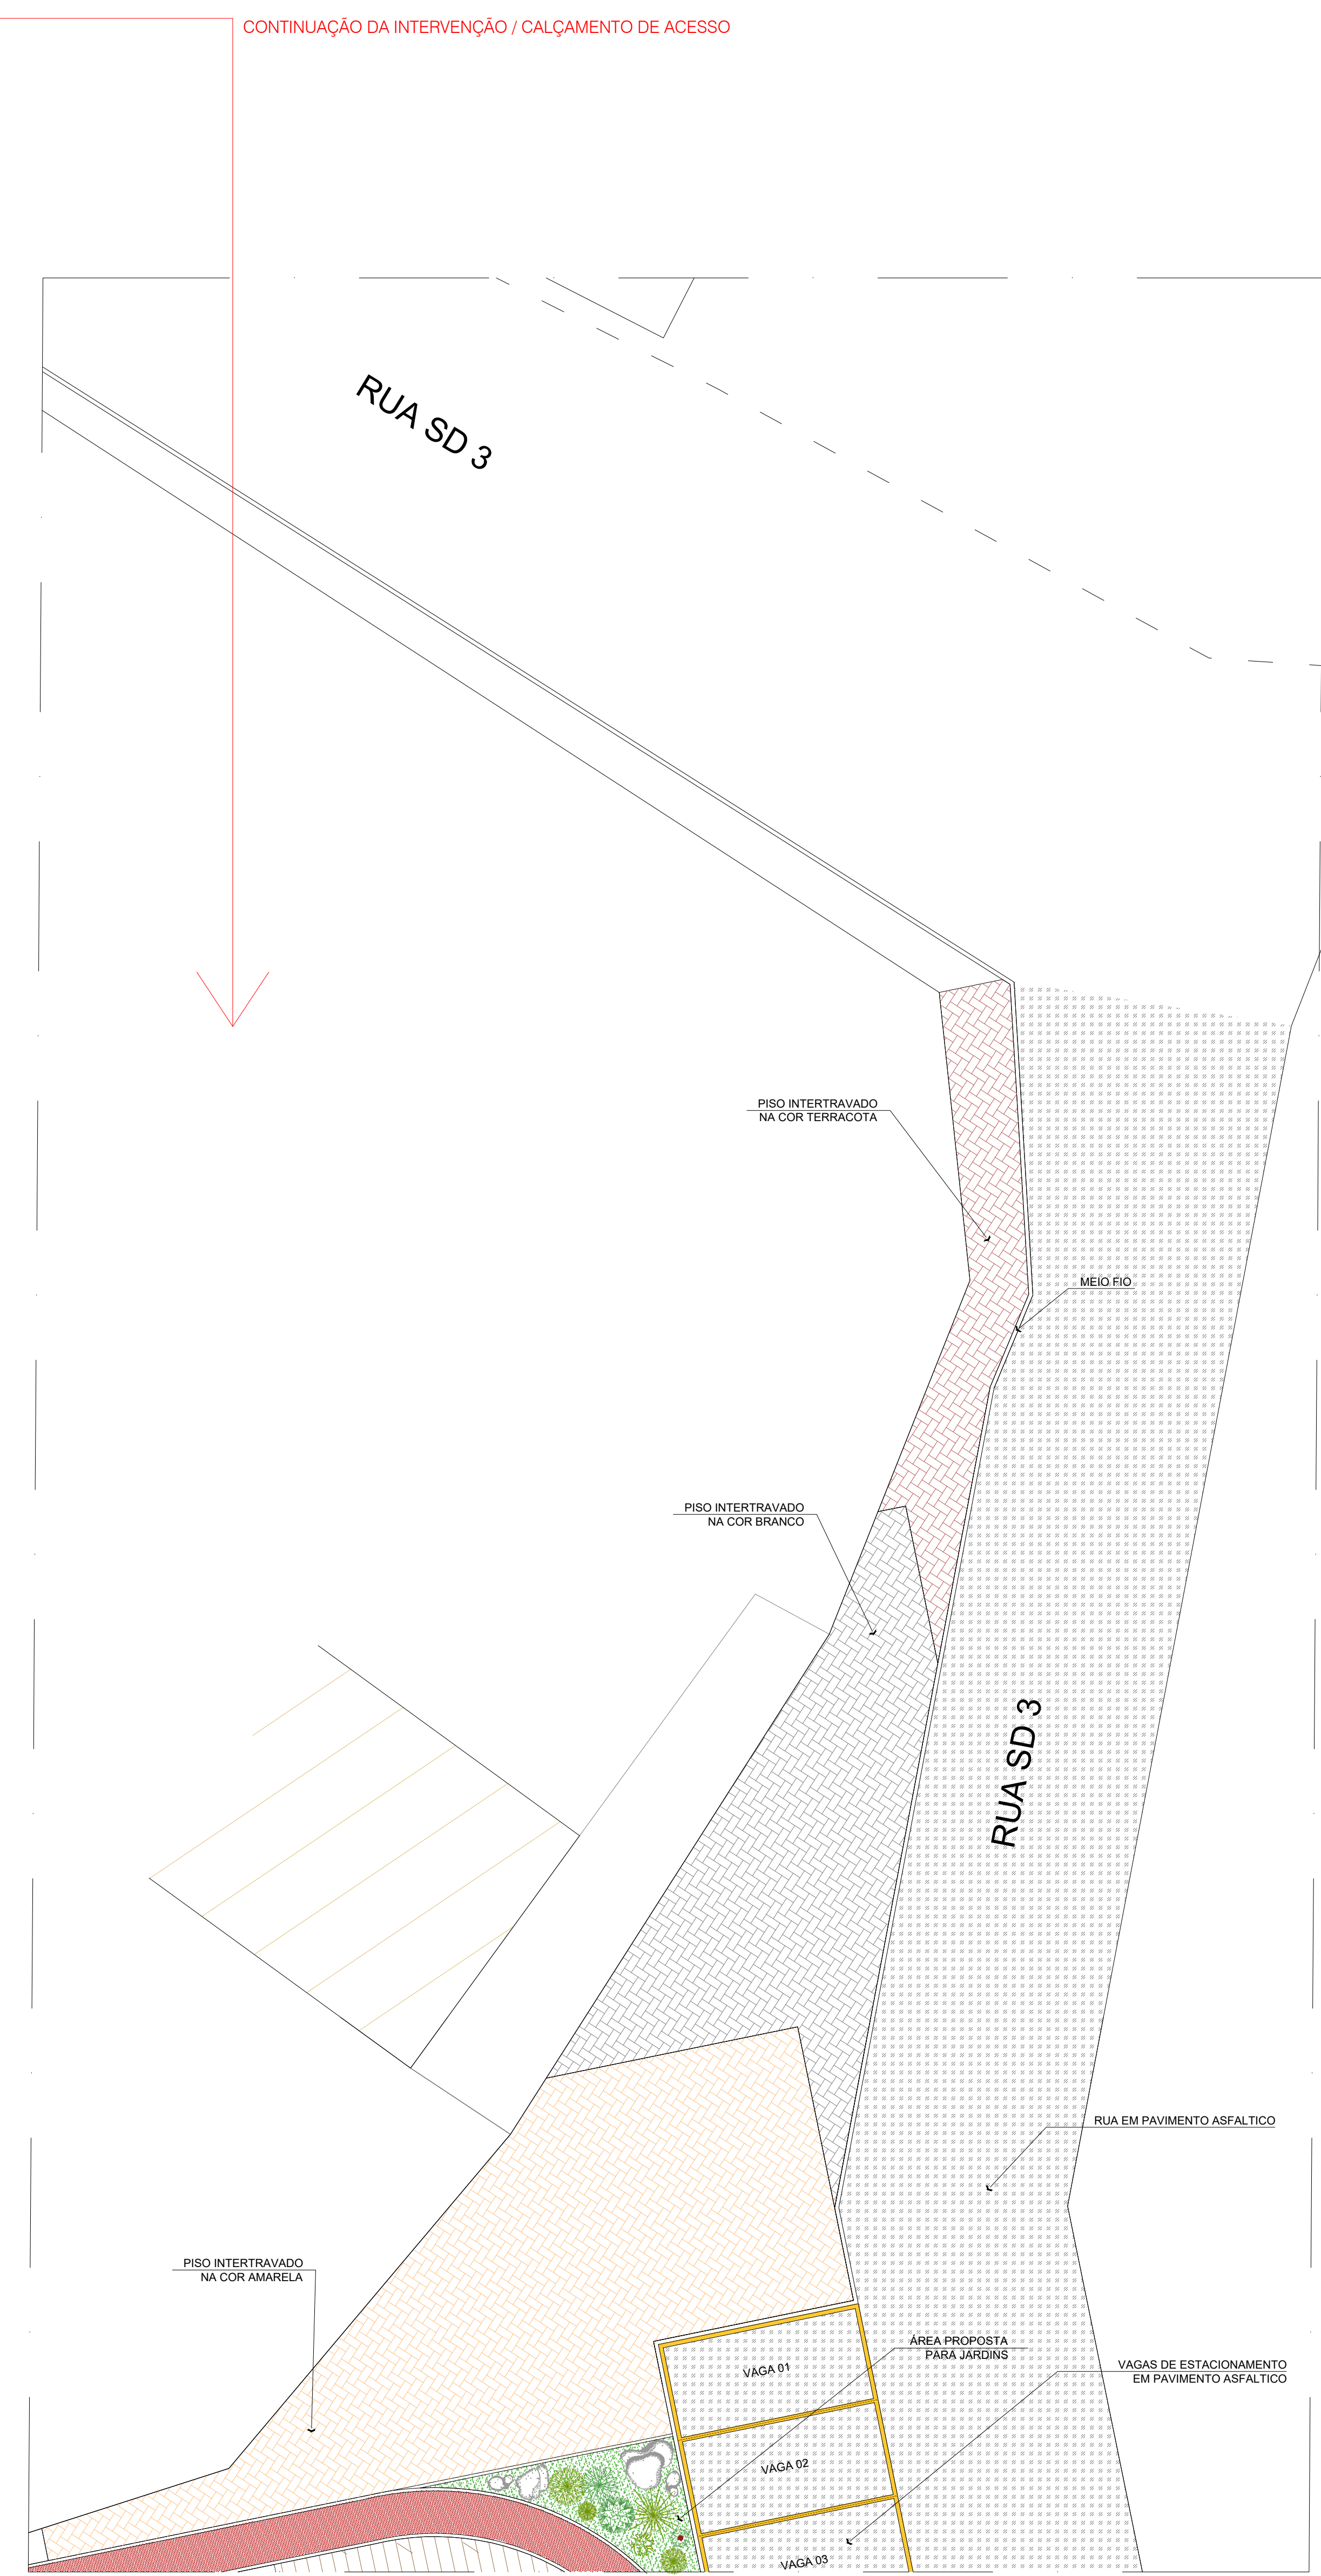 CONTINUAÇÃO DA INTERVENÇÃO / CALÇAMENTO DE ACESSO
RUA SD 3
PISO INTERTRAVADO
NA COR TERRACOTA
MEIO FIO
PISO INTERTRAVADO
NA COR BRANCO
RUA SD 3
RUA EM PAVIMENTO ASFALTICO
PISO INTERTRAVADO
NA COR AMARELA
ÁREA PROPOSTA
PARA JARDINS
VAGAS DE ESTACIONAMENTO
EM PAVIMENTO ASFALTICO
VAGA 01
VAGA 02
VAGA 03